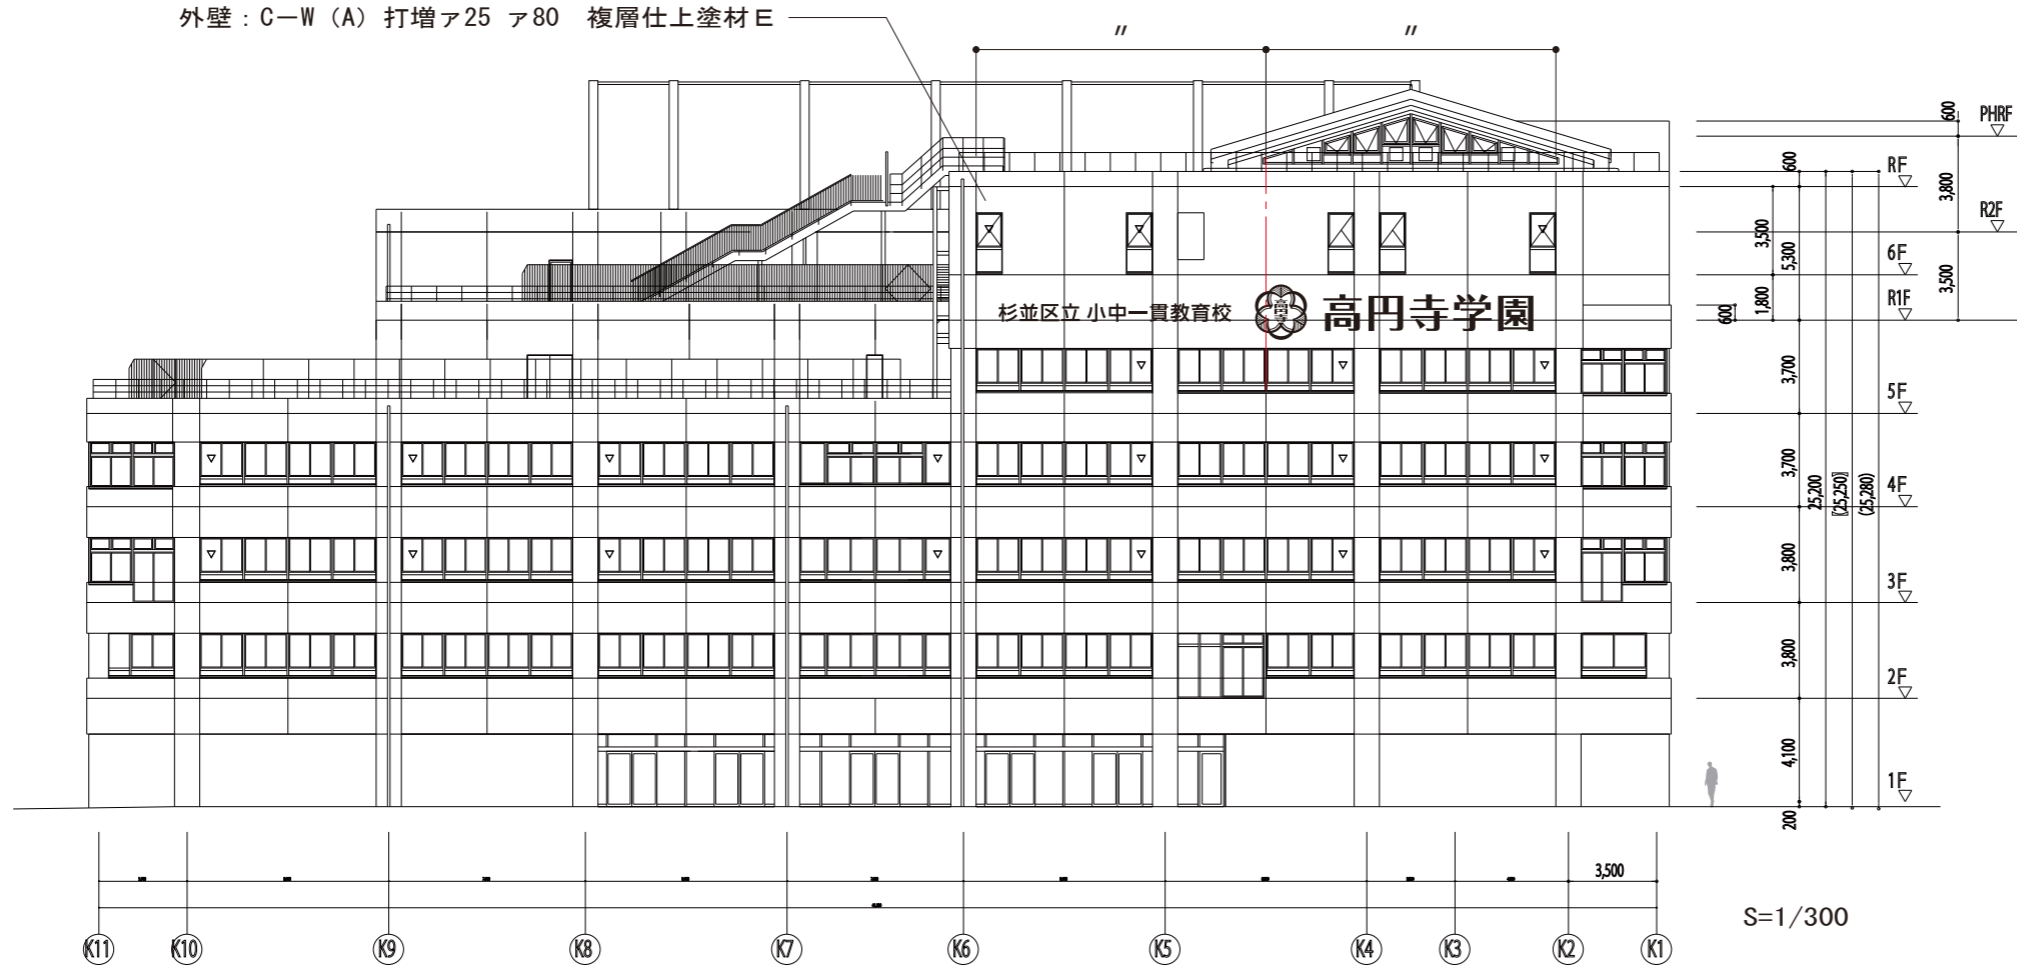 外壁：C－W（A）打増ァ25 ァ80　複層仕上塗材E
〃 〃
杉並区立 小中一貫教育校 高円寺学園
600 PHRF
600 RF
3,800
R2F
3,500
5,300
6F
3,500
1,800
600
R1F
3,700
5F
3,700
25,200
[25,250]
(25,280)
4F
3,800
3F
3,800
2F
4,100
1F
200
3,500
S=1/300
K11 K10 K9 K8 K7 K6 K5 K4 K3 K2 K1